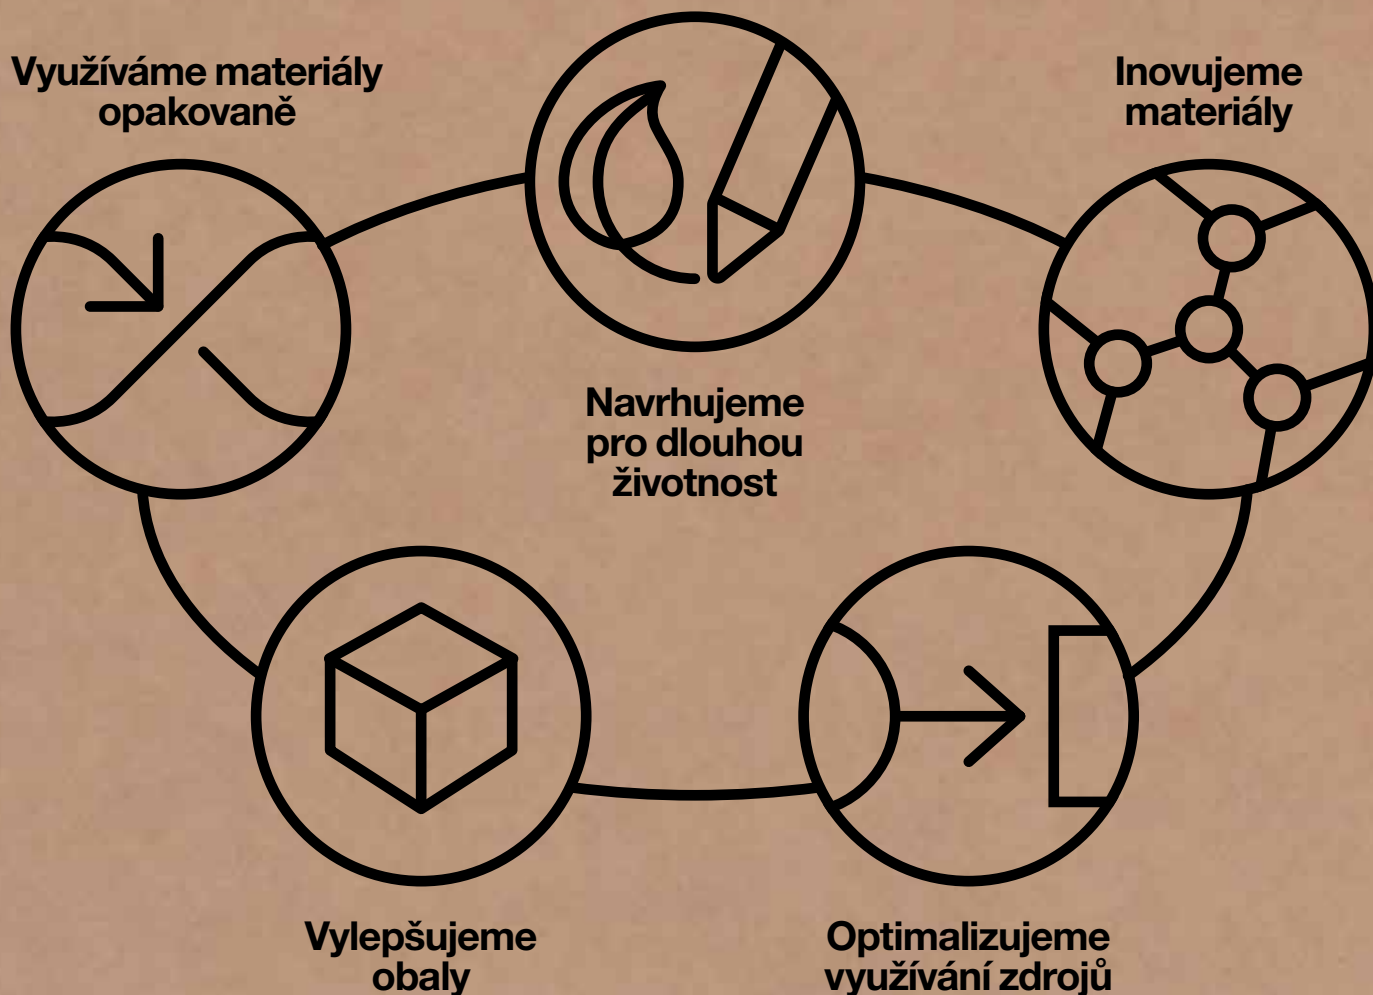 Využíváme materiály
opakovaně
Inovujeme
materiály
Navrhujeme
pro dlouhou
životnost
Vylepšujeme
obaly
Optimalizujeme
využívání zdrojů